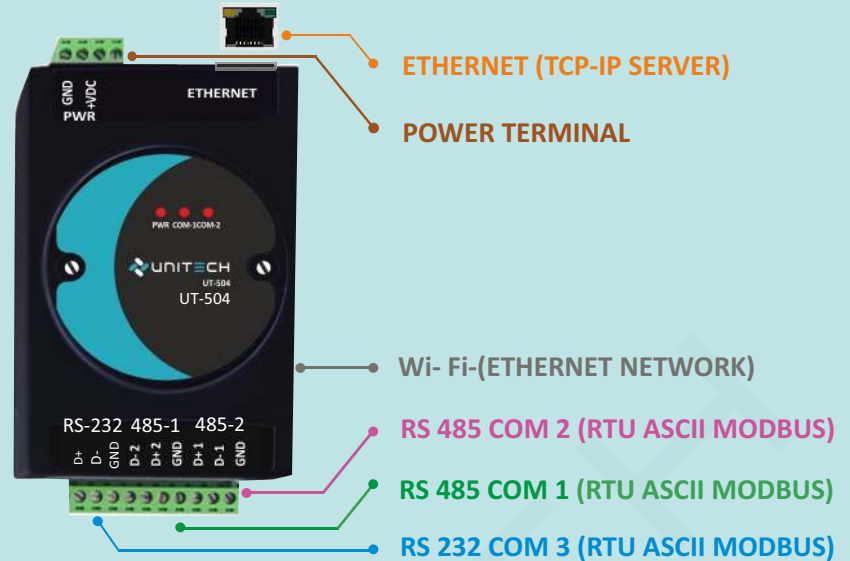 ETHERNET (TCP-IP SERVER)
POWER TERMINAL
GND
+VDC
PWR
ETHERNET
PWR COM-1COM-2
UNITECH
UT-504
UT-504
Wi- Fi-(ETHERNET NETWORK)
RS-232 485-1 485-2
D+ D- GND D- 2 D+ 2 GND D+ 1 D- 1 GND
RS 485 COM 2 (RTU ASCII MODBUS)
RS 485 COM 1 (RTU ASCII MODBUS)
RS 232 COM 3 (RTU ASCII MODBUS)